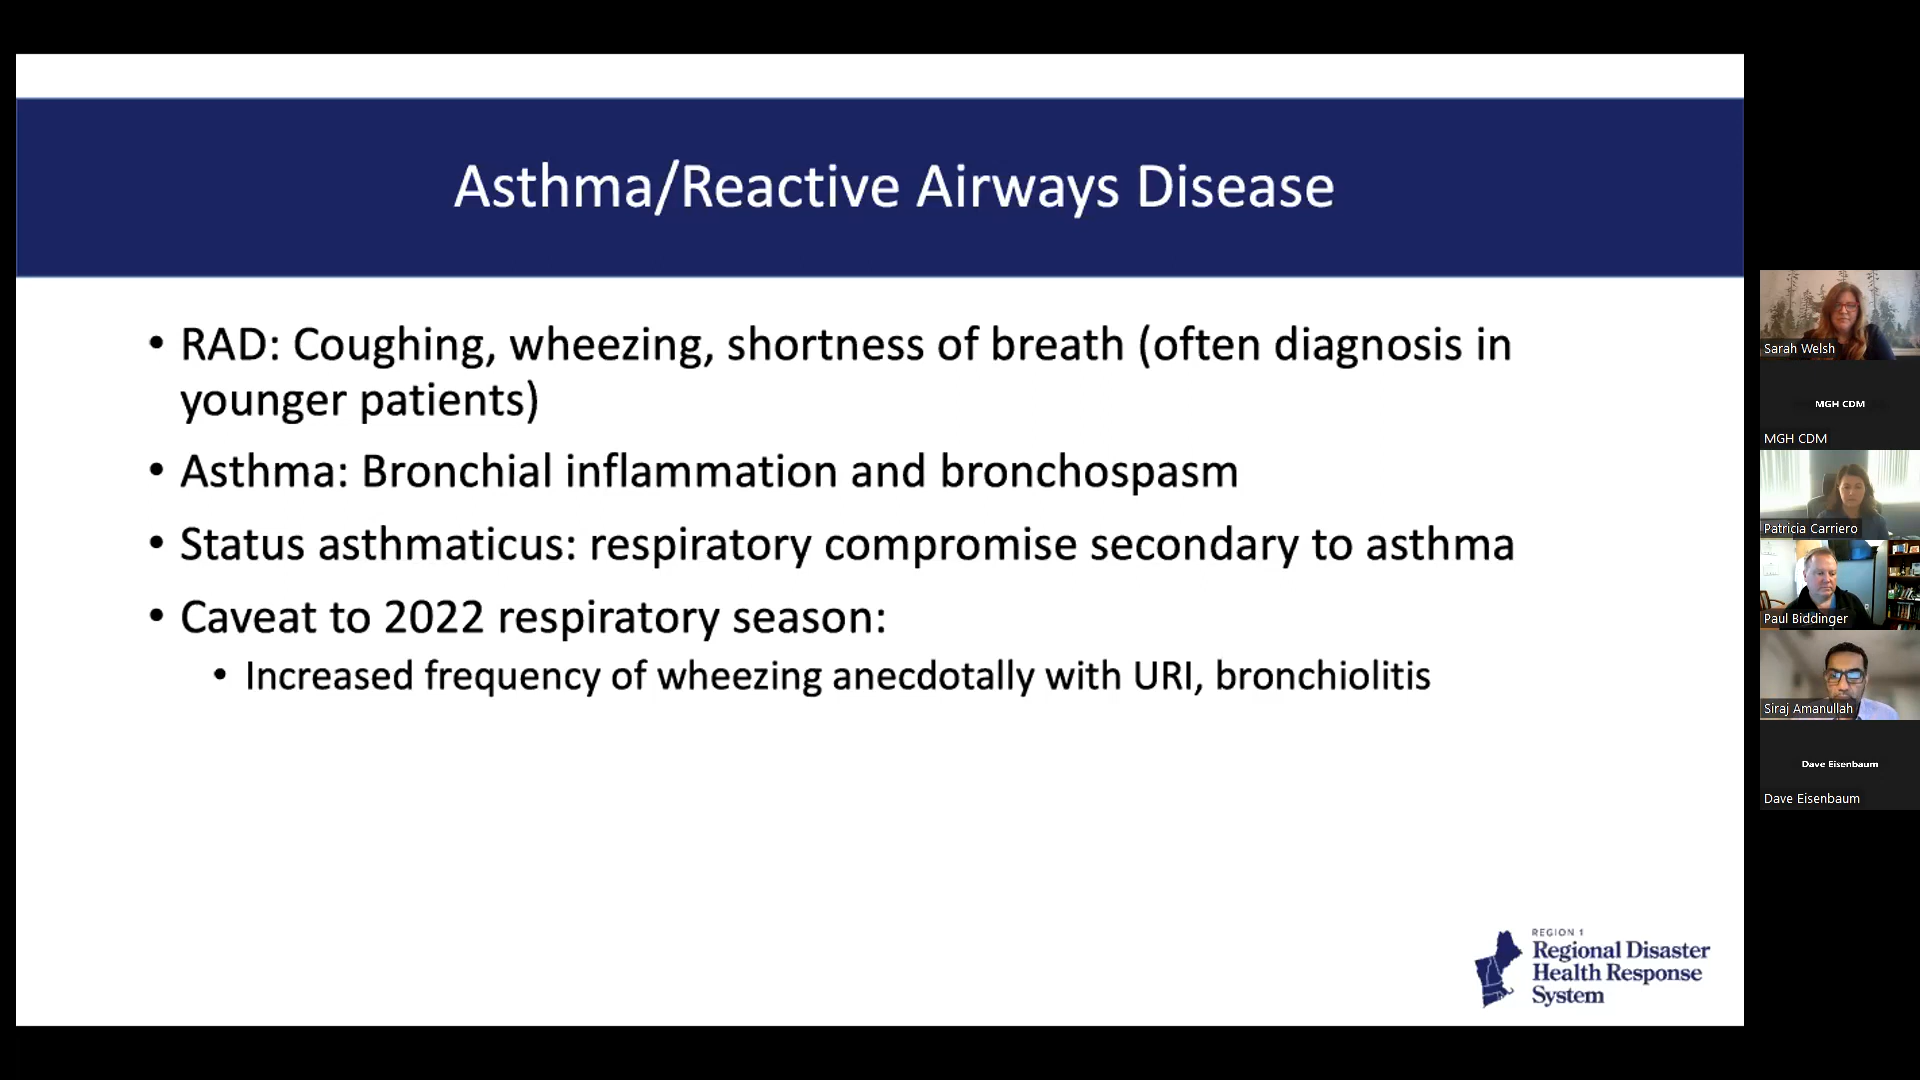 Asthma/Reactive Airways Disease
• RAD: Coughing, wheezing, shortness of breath (often diagnosis in
younger patients)
• Asthma: Bronchial inflammation and bronchospasm
• Status asthmaticus: respiratory compromise secondary to asthma
• Caveat to 2022 respiratory season:
• Increased frequency of wheezing anecdotally with URI, bronchiolitis
REGION 1
Regional Disaster
Health Response
System
Sarah Welsh
MGH CDM
MGH CDM
Patricia Carriero
Paul Biddinger
Siraj Amanullah
Dave Eisenbaum
Dave Eisenbaum